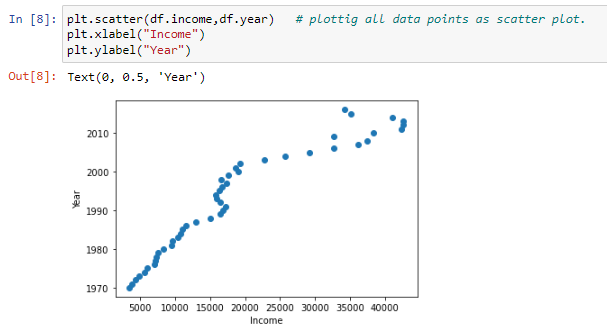 In [8]: plt.scatter(df.income,df.year)   # plottig all data points as scatter plot.
plt.xlabel("Income")
plt.ylabel("Year")
Out[8]: Text(0, 0.5, 'Year')
2010
2000
Year
1990
1980
1970
5000 10000 15000 20000 25000 30000 35000 40000
Income